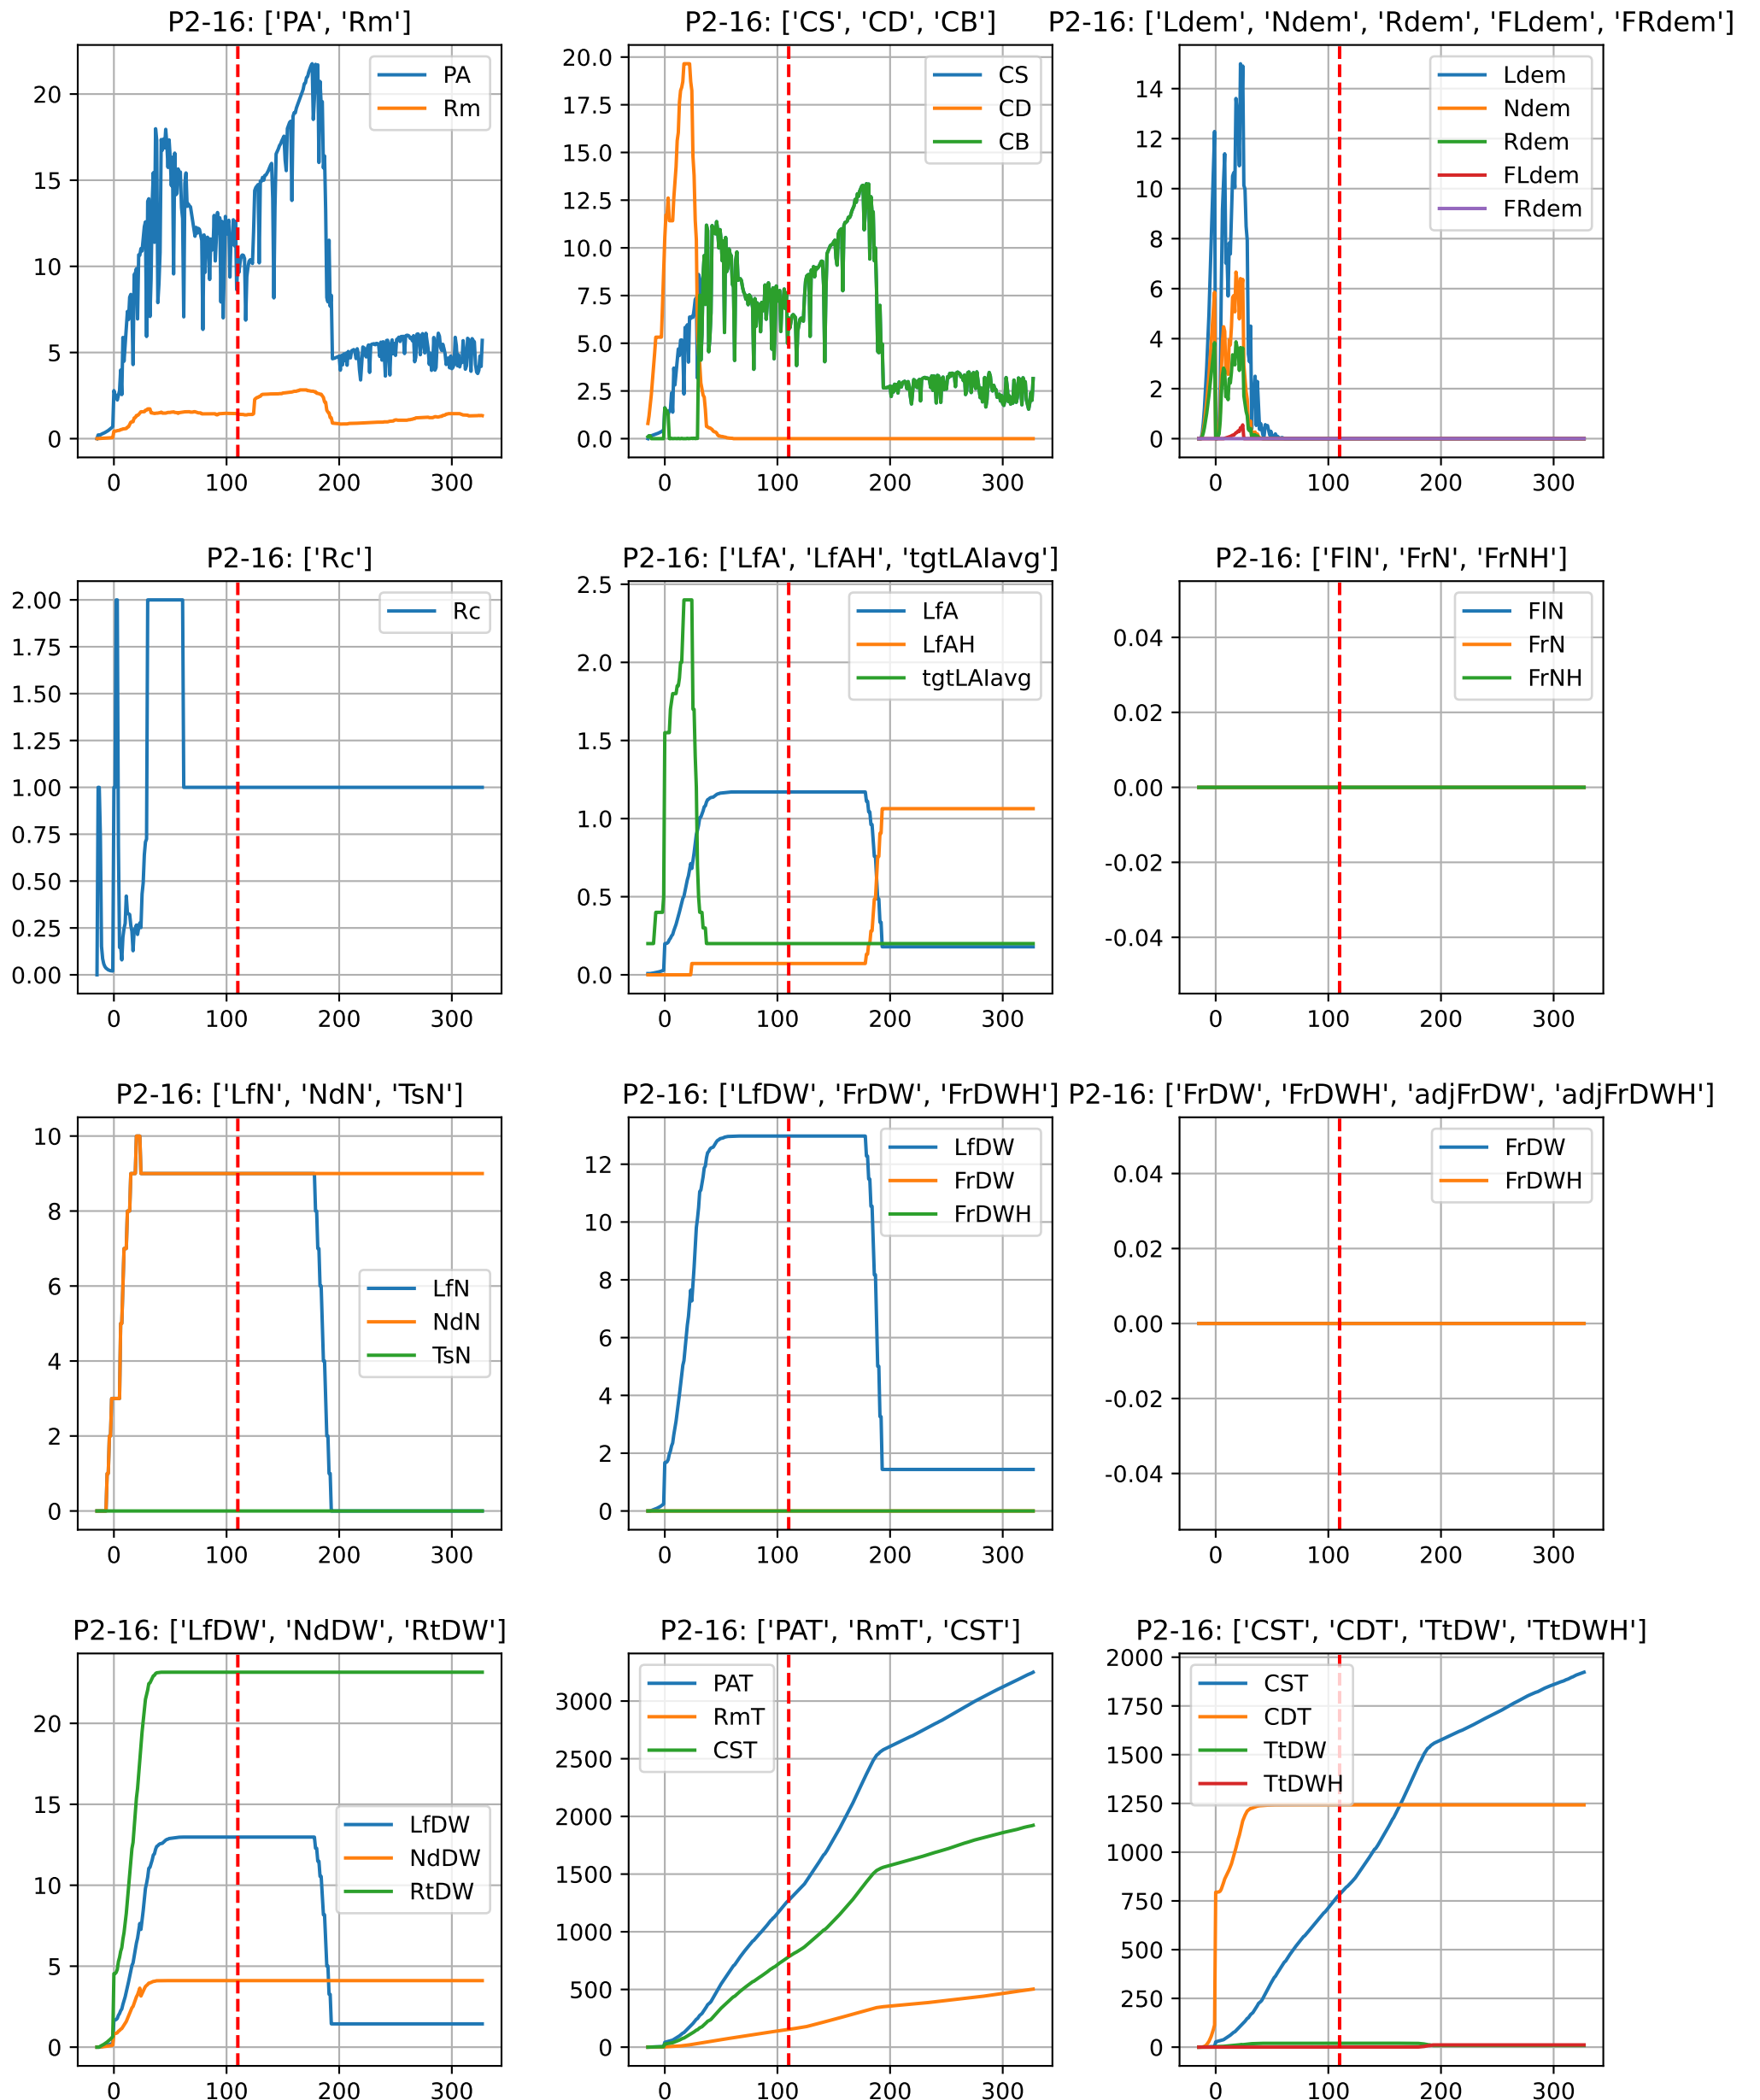 P2-16: ['PA', 'Rm']
20
15
10
5
0
0 100 200 300
PA
Rm
P2-16: ['CS', 'CD', 'CB']
20.0
17.5
15.0
12.5
10.0
7.5
5.0
2.5
0.0
0 100 200 300
CS
CD
CB
P2-16: ['Ldem', 'Ndem', 'Rdem', 'FLdem', 'FRdem']
14
12
10
8
6
4
2
0
0 100 200 300
Ldem
Ndem
Rdem
FLdem
FRdem
P2-16: ['Rc']
2.00
1.75
1.50
1.25
1.00
0.75
0.50
0.25
0.00
0 100 200 300
Rc
P2-16: ['LfA', 'LfAH', 'tgtLAIavg']
2.5
2.0
1.5
1.0
0.5
0.0
0 100 200 300
LfA
LfAH
tgtLAIavg
P2-16: ['FlN', 'FrN', 'FrNH']
0.04
0.02
0.00
-0.02
-0.04
0 100 200 300
FlN
FrN
FrNH
P2-16: ['LfN', 'NdN', 'TsN']
10
8
6
4
2
0
0 100 200 300
LfN
NdN
TsN
P2-16: ['LfDW', 'FrDW', 'FrDWH']
12
10
8
6
4
2
0
0 100 200 300
LfDW
FrDW
FrDWH
P2-16: ['FrDW', 'FrDWH', 'adjFrDW', 'adjFrDWH']
0.04
0.02
0.00
-0.02
-0.04
0 100 200 300
FrDW
FrDWH
P2-16: ['LfDW', 'NdDW', 'RtDW']
20
15
10
5
0
0 100 200 300
LfDW
NdDW
RtDW
P2-16: ['PAT', 'RmT', 'CST']
3000
2500
2000
1500
1000
500
0
0 100 200 300
PAT
RmT
CST
P2-16: ['CST', 'CDT', 'TtDW', 'TtDWH']
2000
1750
1500
1250
1000
750
500
250
0
0 100 200 300
CST
CDT
TtDW
TtDWH